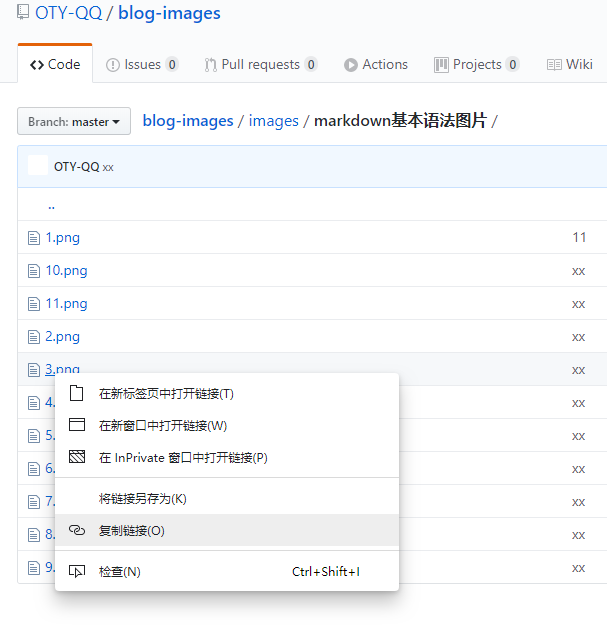 OTY-QQ / blog-images
Code Issues 0 Pull requests 0 Actions Projects 0 Wiki
Branch: master blog-images / images / markdown基本语法图片 /
OTY-QQ xx
..
1.png 11
10.png xx
11.png xx
2.png xx
3.png xx
在新标签页中打开链接(T)
4. xx
在新窗口中打开链接(W)
5. xx
在 InPrivate 窗口中打开链接(P)
6. xx
将链接另存为(K)
7. xx
复制链接(O)
8. xx
检查(N) Ctrl+Shift+I
9. xx